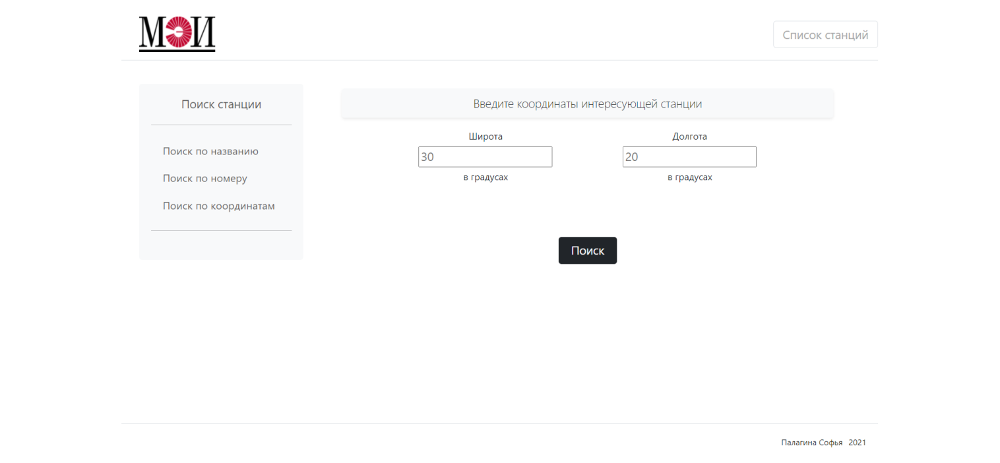 МЭИ
Список станций
Поиск станции
Поиск по названию
Поиск по номеру
Поиск по координатам
Введите координаты интересующей станции
Широта
30
в градусах
Долгота
20
в градусах
Поиск
Палагина Софья 2021